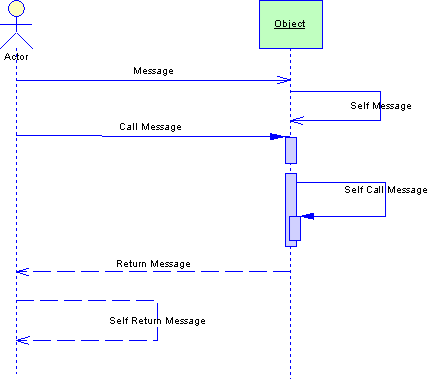 Object
Actor
Message
Self Message
Call Message
Self Call Message
Return Message
Self Return Message